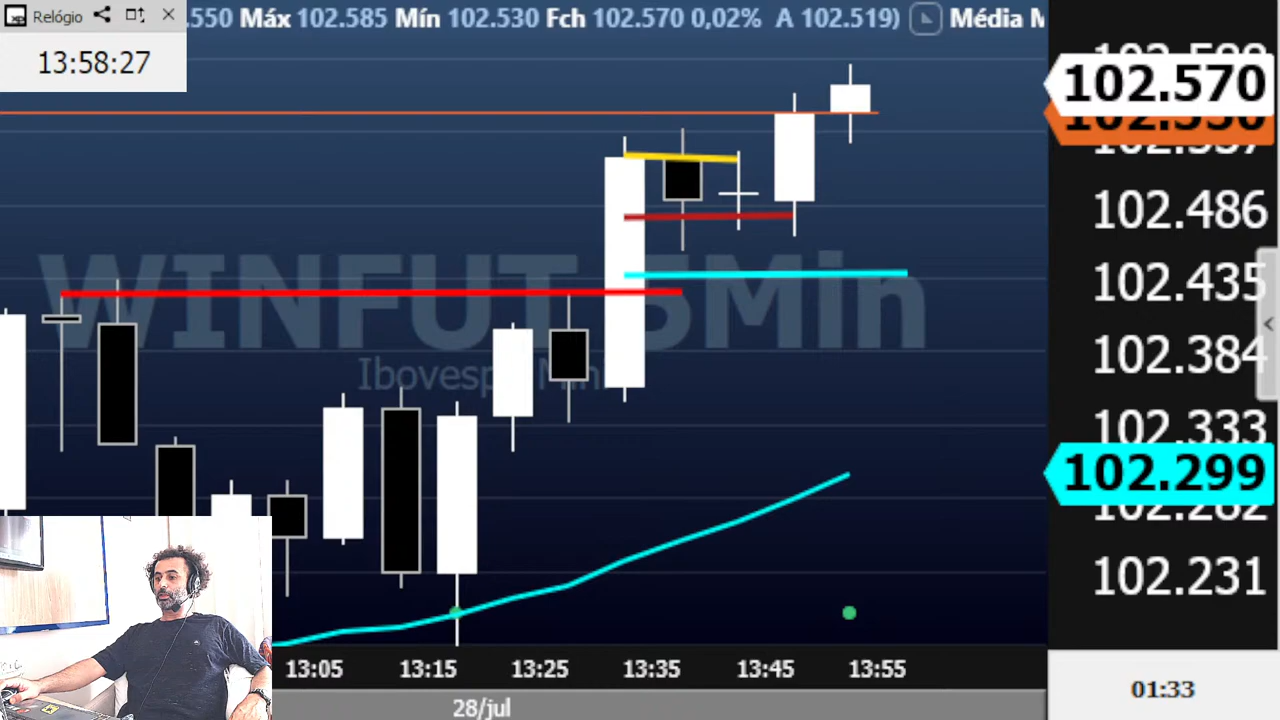 Relógio
.550 Máx 102.585 Mín 102.530 Fch 102.570 0,02% A 102.519) Média M
13:58:27
102.570
102.486
102.435
102.384
102.333
102.299
102.231
WINFUT 5Min
13:05 13:15 13:25 13:35 13:45 13:55
01:33
28/jul